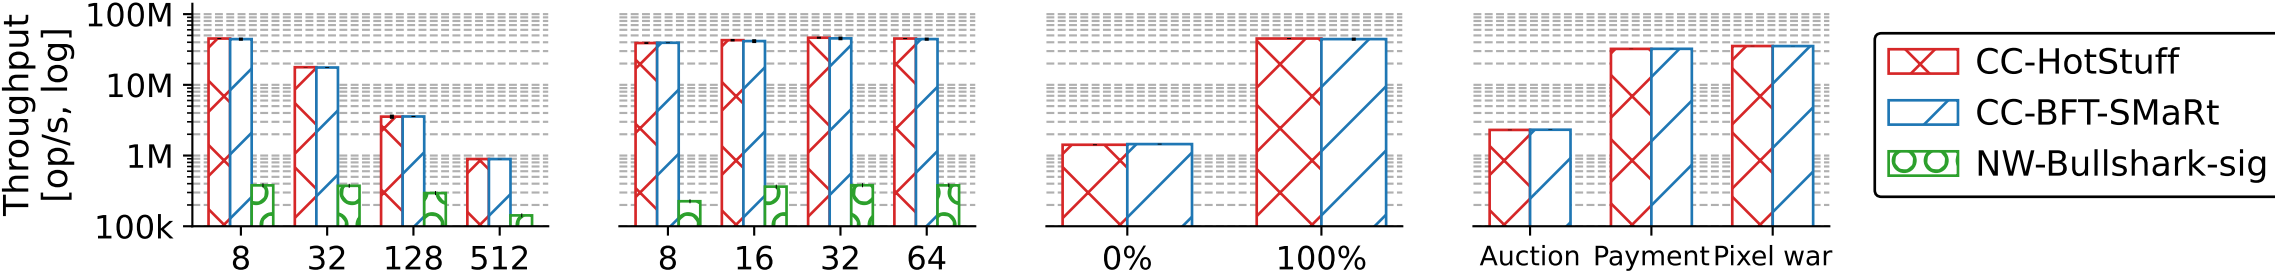 Throughput
[op/s, log]
100M
10M
1M
100k
8 32 128 512
8 16 32 64
0% 100%
Auction Payment Pixel war
CC-HotStuff
CC-BFT-SMaRt
NW-Bullshark-sig